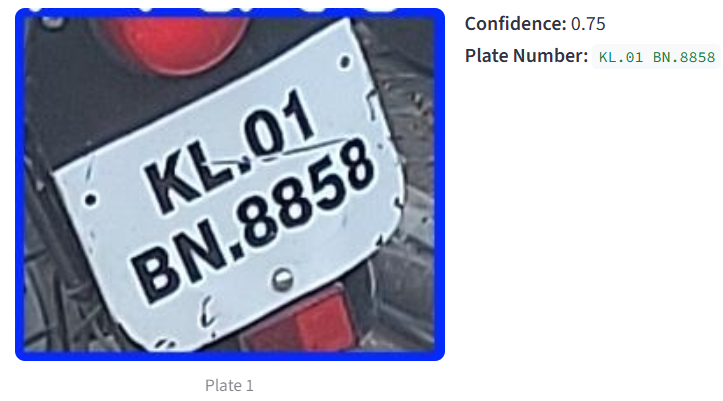 KL.01
BN.8858
Confidence: 0.75
Plate Number: KL.01 BN.8858
Plate 1